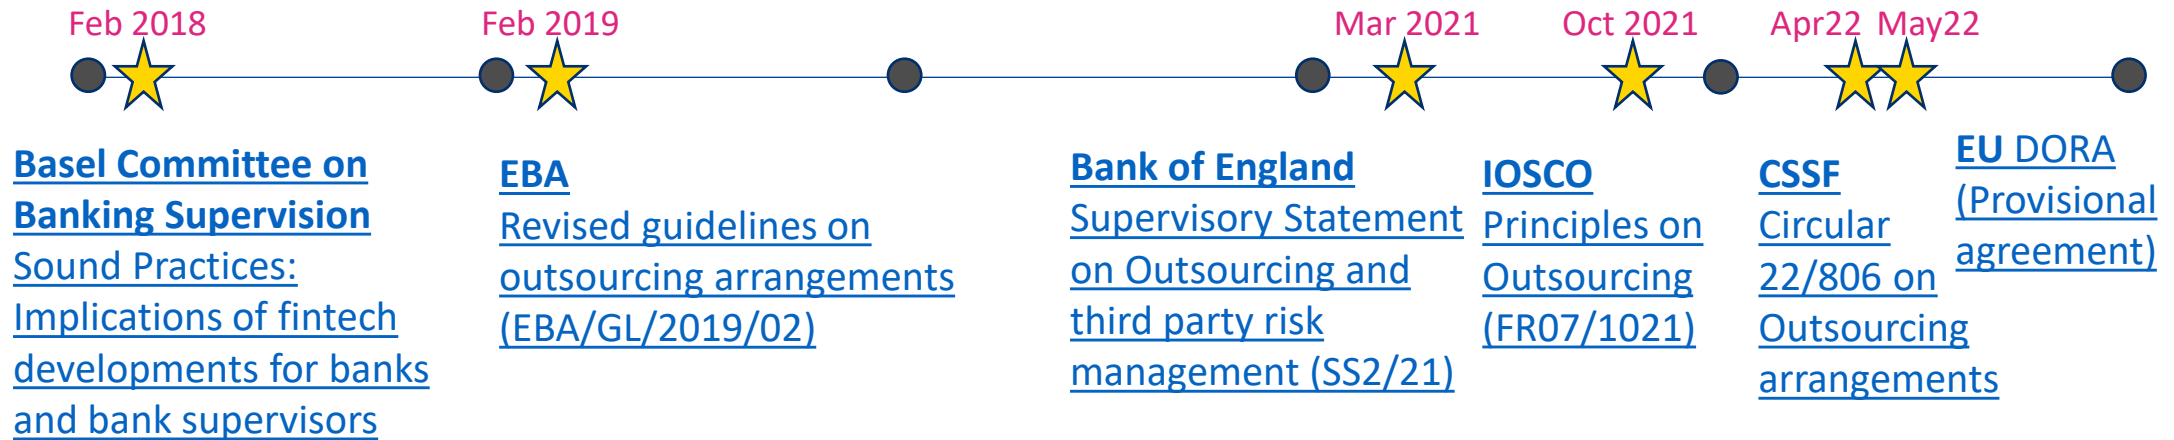 Feb 2018
Feb 2019
Mar 2021
Oct 2021
Apr22
May22
Basel Committee on
Banking Supervision
Sound Practices:
Implications of fintech
developments for banks
and bank supervisors
EBA
Revised guidelines on
outsourcing arrangements
(EBA/GL/2019/02)
Bank of England
Supervisory Statement
on Outsourcing and
third party risk
management (SS2/21)
IOSCO
Principles on
Outsourcing
(FR07/1021)
CSSF
Circular
22/806 on
Outsourcing
arrangements
EU DORA
(Provisional
agreement)